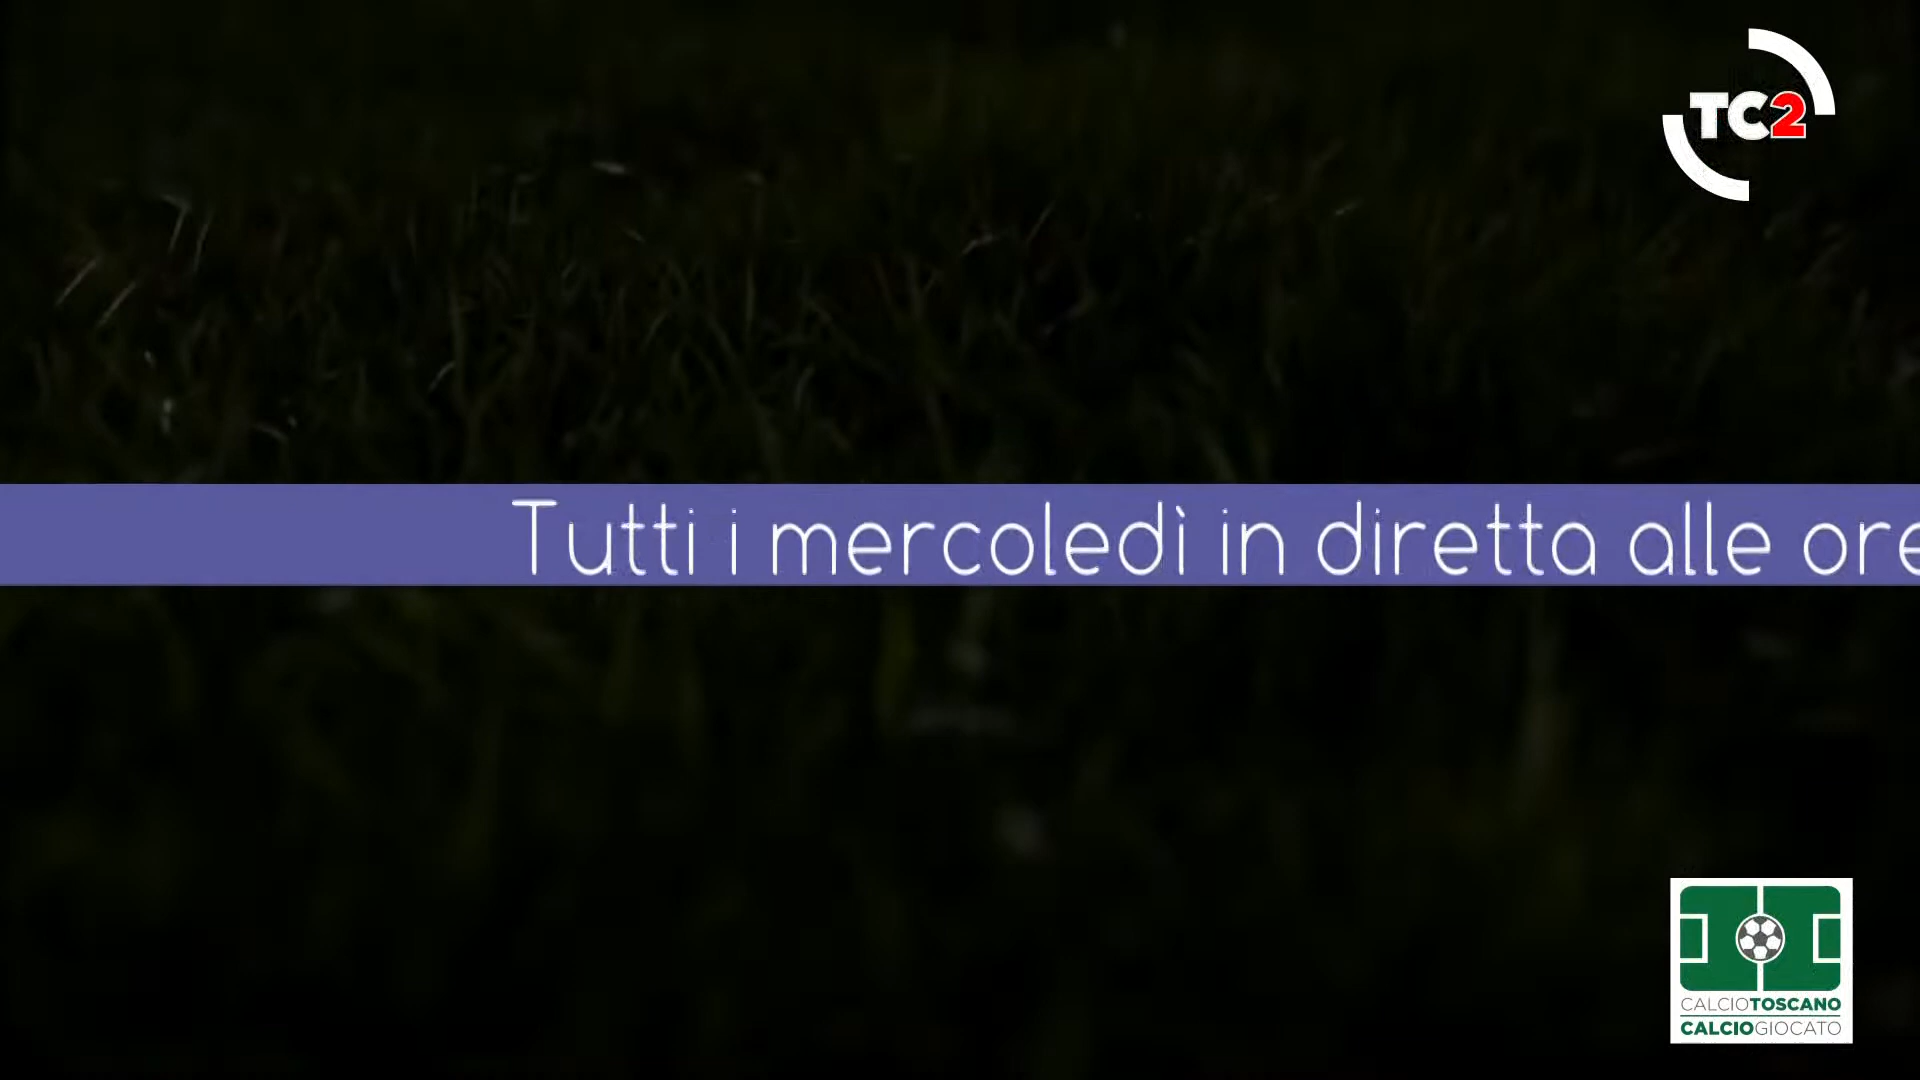 TC2
Tutti i mercoledì in diretta alle ore
CALCIOTOSCANO
CALCIOGIOCATO